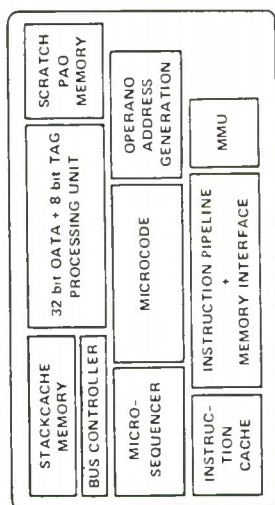 STACKCACHE
MEMORY
BUS CONTROLLER
32 bit OATA + 8 bit TAG
PROCESSING UNIT
SCRATCH
PAO
MEMORY
MICRO-
SEQUENCER
MICROCODE
OPERANO
ADDRESS
GENERATION
INSTRUC-
TION
CACHE
INSTRUCTION PIPELINE
+
MEMORY INTERFACE
MMU